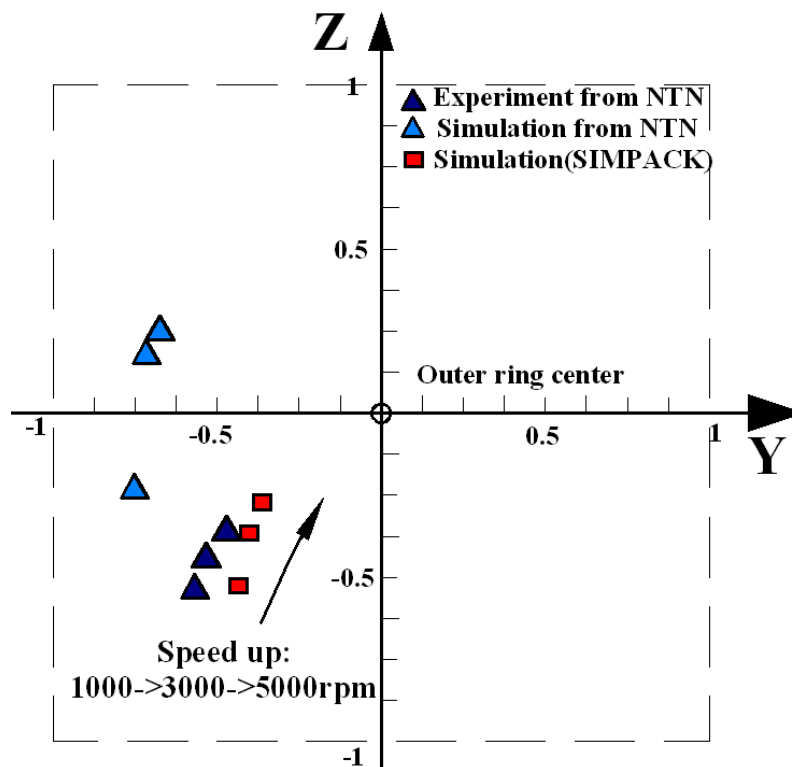 Z
1
Experiment from NTN
Simulation from NTN
Simulation(SIMPACK)
0.5
Outer ring center
-1
-0.5
0.5
1
Y
-0.5
Speed up:
1000->3000->5000rpm
-1